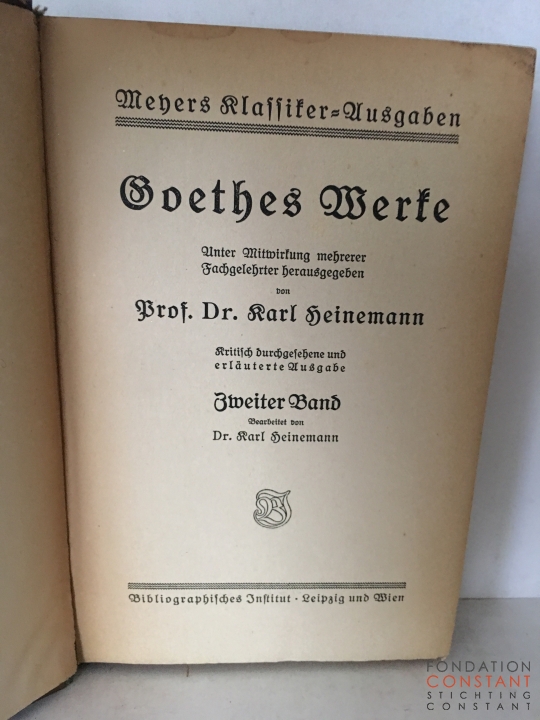 Meyers Klassiker-Ausgaben
Goethes Werke
Unter Mitwirkung mehrerer
Fachgelehrter herausgegeben
von
Prof. Dr. Karl Heinemann
Kritisch durchgesehene und
erläuterte Ausgabe
Zweiter Band
Bearbeitet von
Dr. Karl Heinemann
BI
Bibliographisches Institut · Leipzig und Wien
FONDATION
CONSTANT
STICHTING
CONSTANT